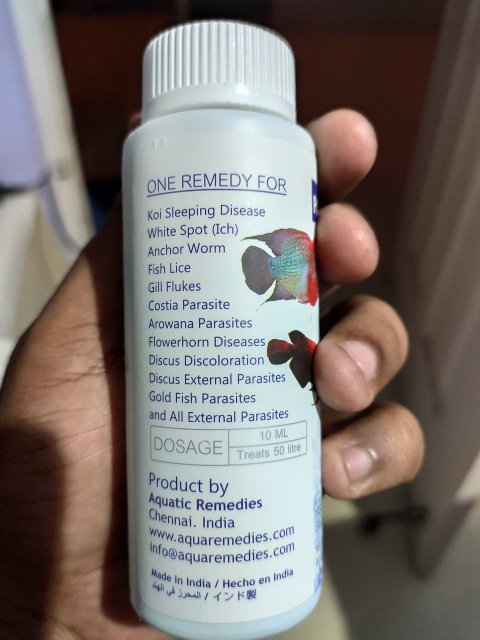 ONE REMEDY FOR
Koi Sleeping Disease
White Spot (Ich)
Anchor Worm
Fish Lice
Gill Flukes
Costia Parasite
Arowana Parasites
Flowerhorn Diseases
Discus Discoloration
Discus External Parasites
Gold Fish Parasites
and All External Parasites
DOSAGE
10 ML
Treats 50 litre
Product by
Aquatic Remedies
Chennai. India
www.aquaremedies.com
info@aquaremedies.com
Made in India / Hecho en India
في الهند / インド製